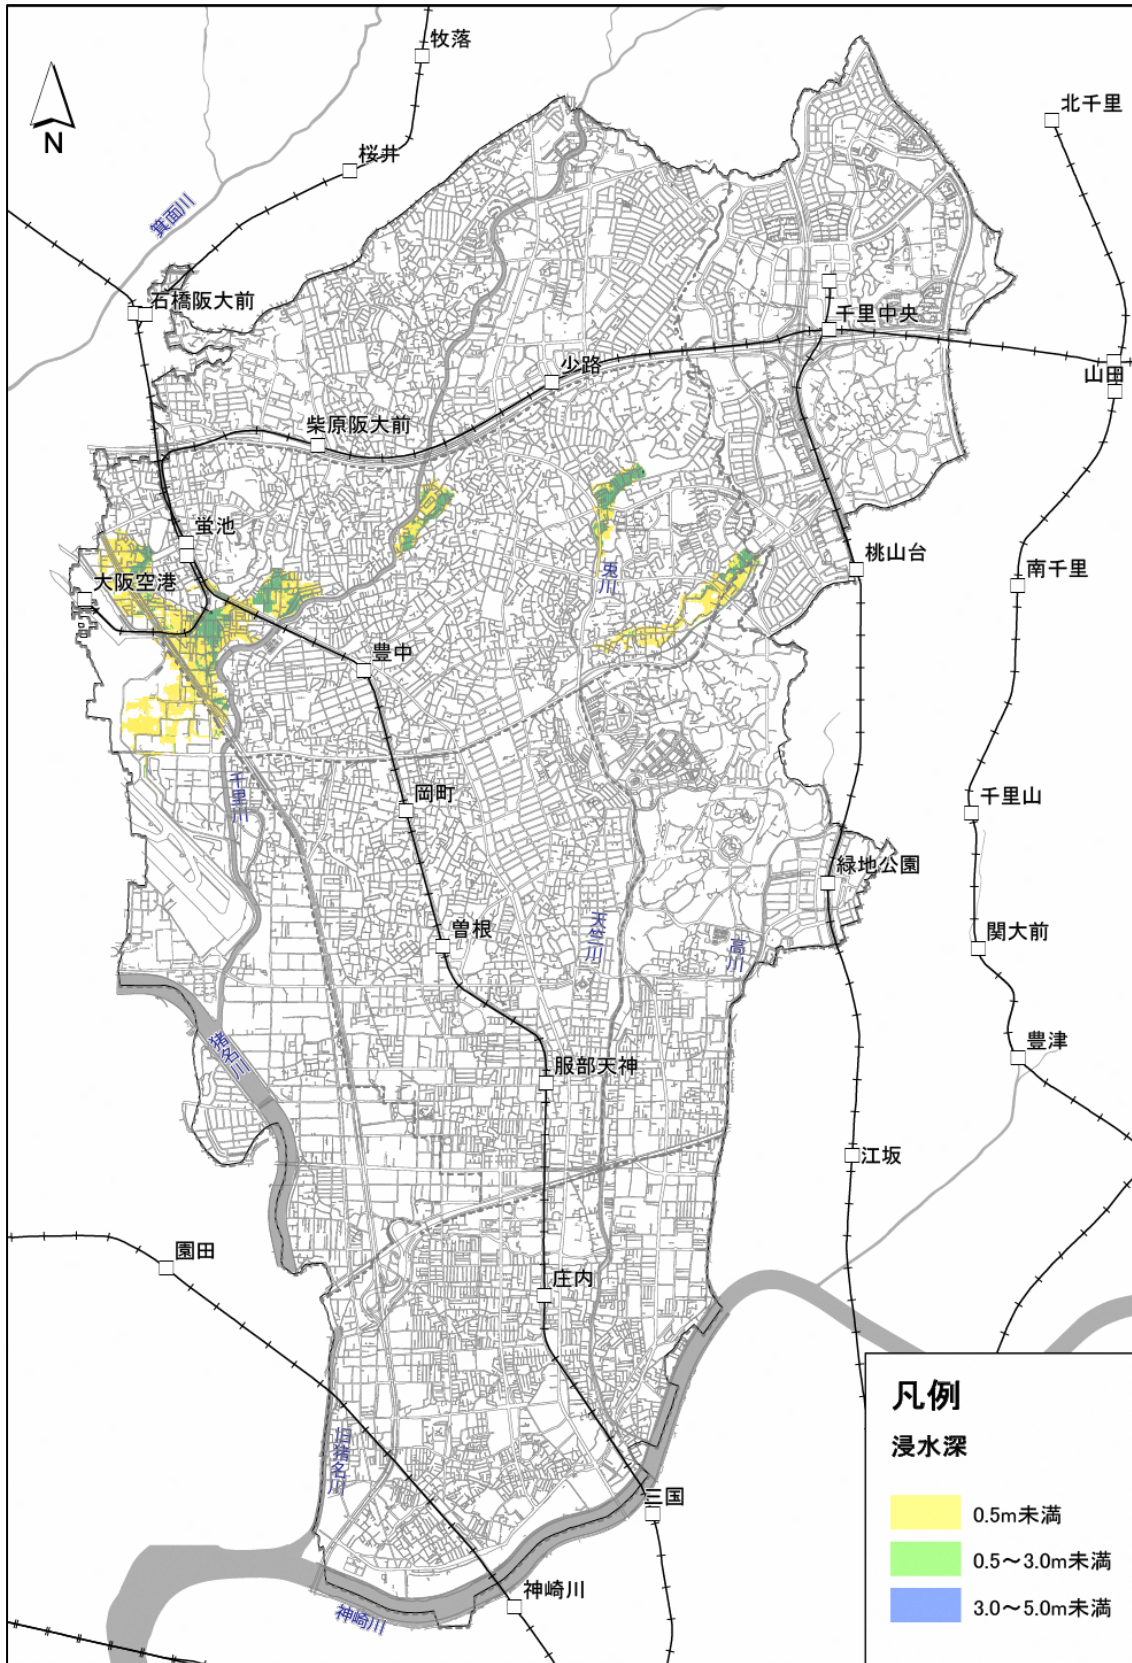 牧落
北千里
N
桜井
箕面川
石橋阪大前
千里中央
少路
山田
柴原阪大前
蛍池
桃山台
大阪空港
兎川
南千里
豊中
千里川
岡町
千里山
緑地公園
曽根
天竺川
高川
関大前
猪名川
豊津
服部天神
江坂
園田
庄内
旧猪名川
三国
神崎川
神崎川
凡例
浸水深
0.5m未満
0.5～3.0m未満
3.0～5.0m未満